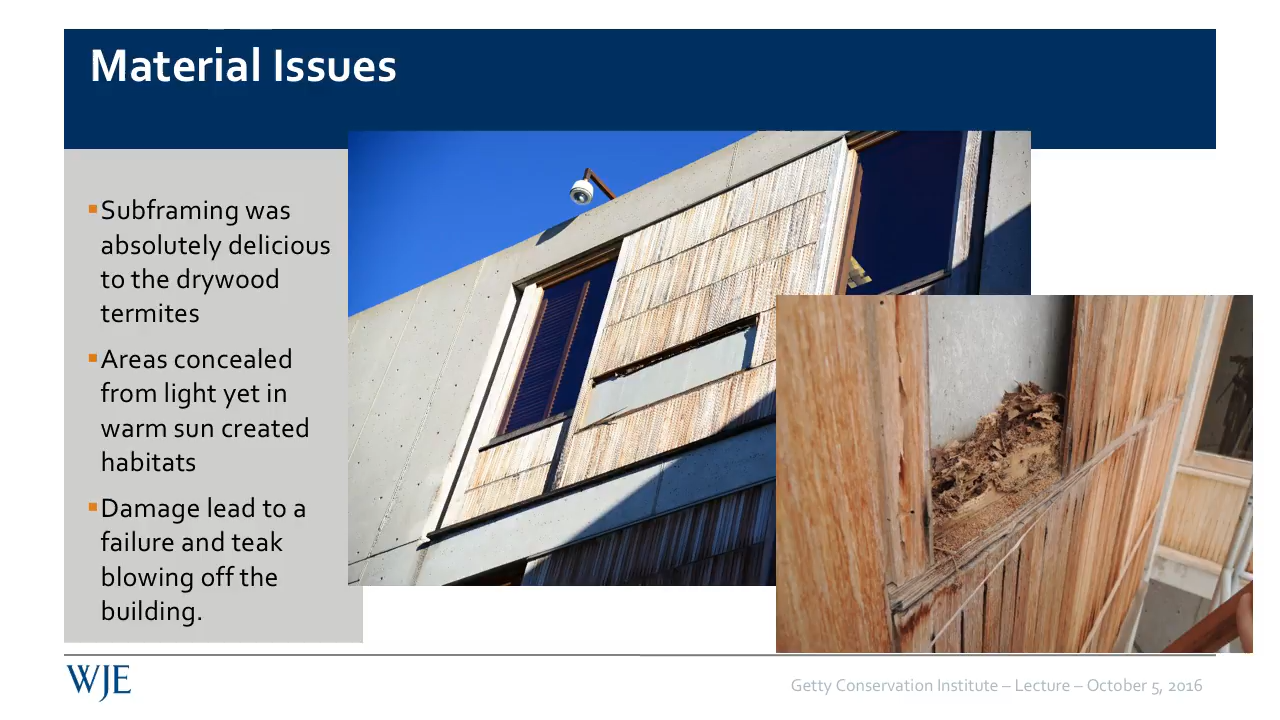 Material Issues
▪Subframing was
absolutely delicious
to the drywood
termites
▪Areas concealed
from light yet in
warm sun created
habitats
▪Damage lead to a
failure and teak
blowing off the
building.
WJE
Getty Conservation Institute – Lecture – October 5, 2016